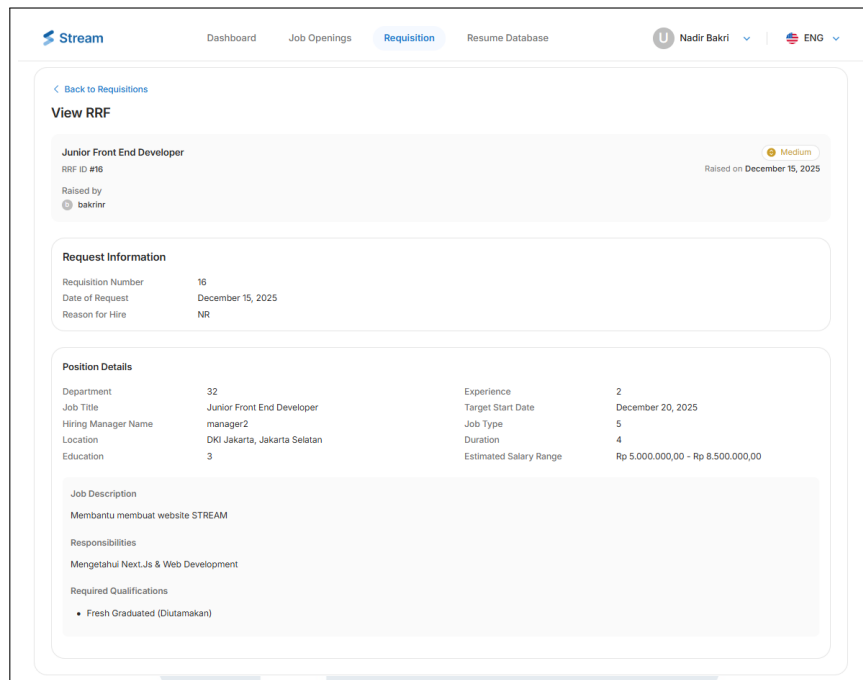 Stream
Dashboard
Job Openings
Requisition
Resume Database
U
Nadir Bakri
ENG
Back to Requisitions
View RRF
Junior Front End Developer
Medium
RRF ID #16
Raised on December 15, 2025
Raised by
bakrinr
Request Information
Requisition Number 16
Date of Request December 15, 2025
Reason for Hire NR
Position Details
Department 32
Experience 2
Job Title Junior Front End Developer
Target Start Date December 20, 2025
Hiring Manager Name manager2
Job Type 5
Location DKI Jakarta, Jakarta Selatan
Duration 4
Education 3
Estimated Salary Range Rp 5.000.000,00 - Rp 8.500.000,00
Job Description
Membantu membuat website STREAM
Responsibilities
Mengetahui Next.Js & Web Development
Required Qualifications
• Fresh Graduated (Diutamakan)